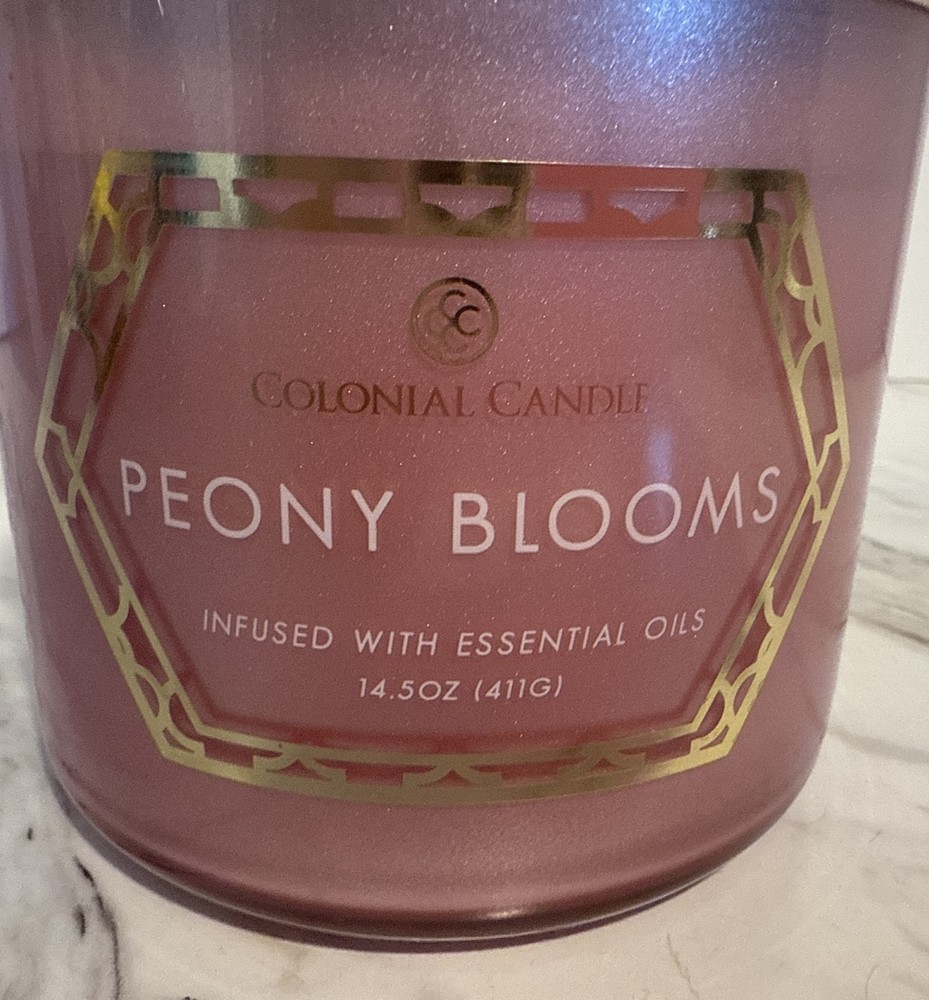 CC
COLONIAL CANDLE
PEONY BLOOMS
INFUSED WITH ESSENTIAL OILS
14.5OZ (411G)